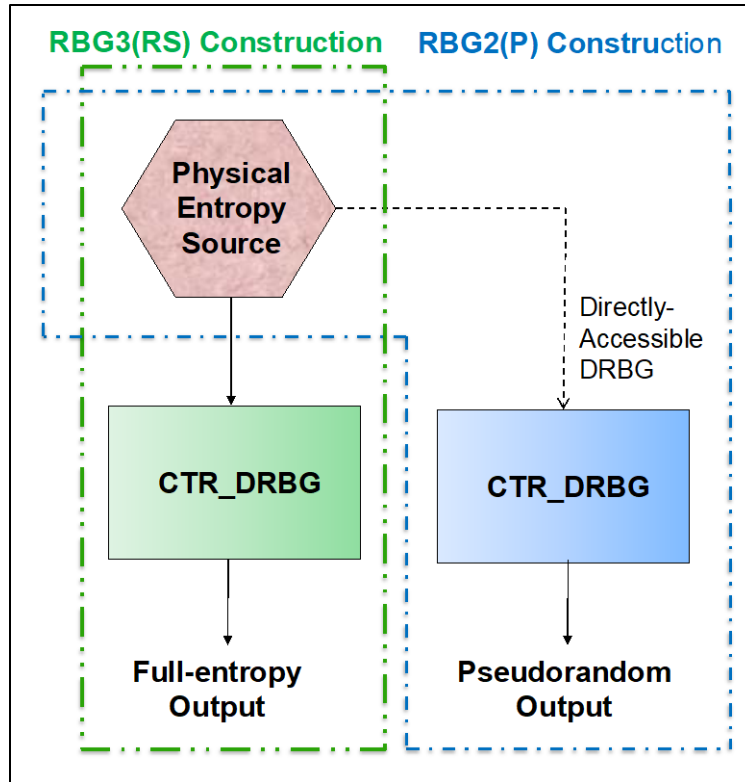 RBG3(RS) Construction
RBG2(P) Construction
Physical
Entropy
Source
Directly-
Accessible
DRBG
CTR_DRBG
CTR_DRBG
Full-entropy
Output
Pseudorandom
Output